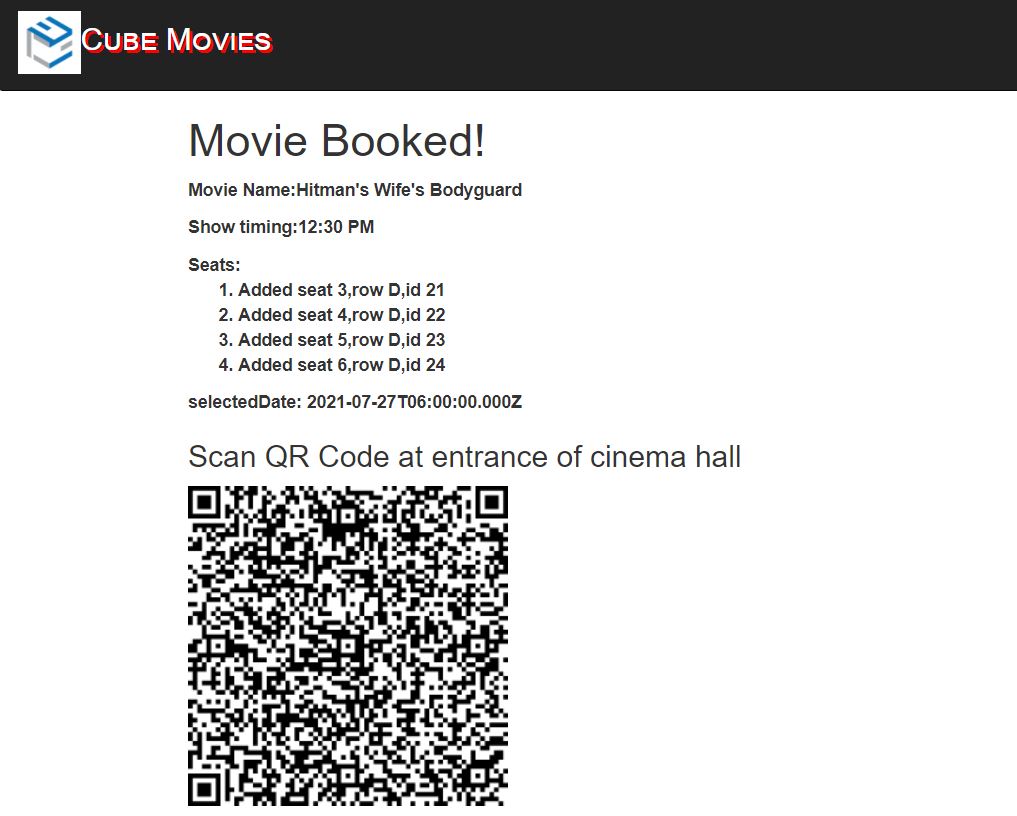 Cube Movies
Movie Booked!
Movie Name:Hitman's Wife's Bodyguard
Show timing:12:30 PM
Seats:
1. Added seat 3,row D,id 21
2. Added seat 4,row D,id 22
3. Added seat 5,row D,id 23
4. Added seat 6,row D,id 24
selectedDate: 2021-07-27T06:00:00.000Z
Scan QR Code at entrance of cinema hall